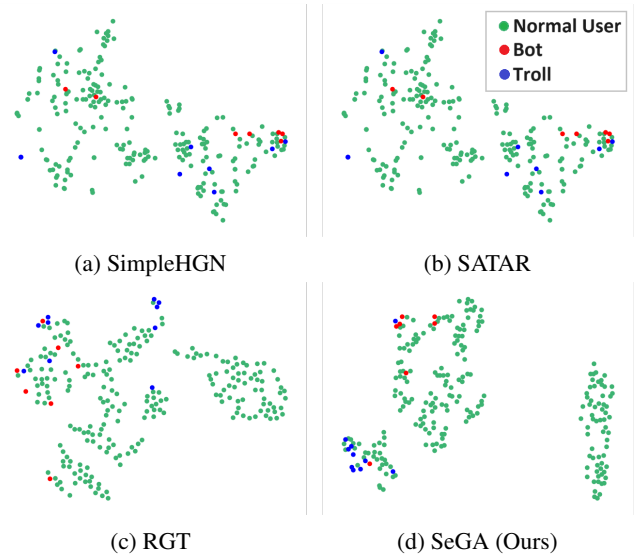 Normal User
Bot
Troll
(a) SimpleHGN
(b) SATAR
(c) RGT
(d) SeGA (Ours)